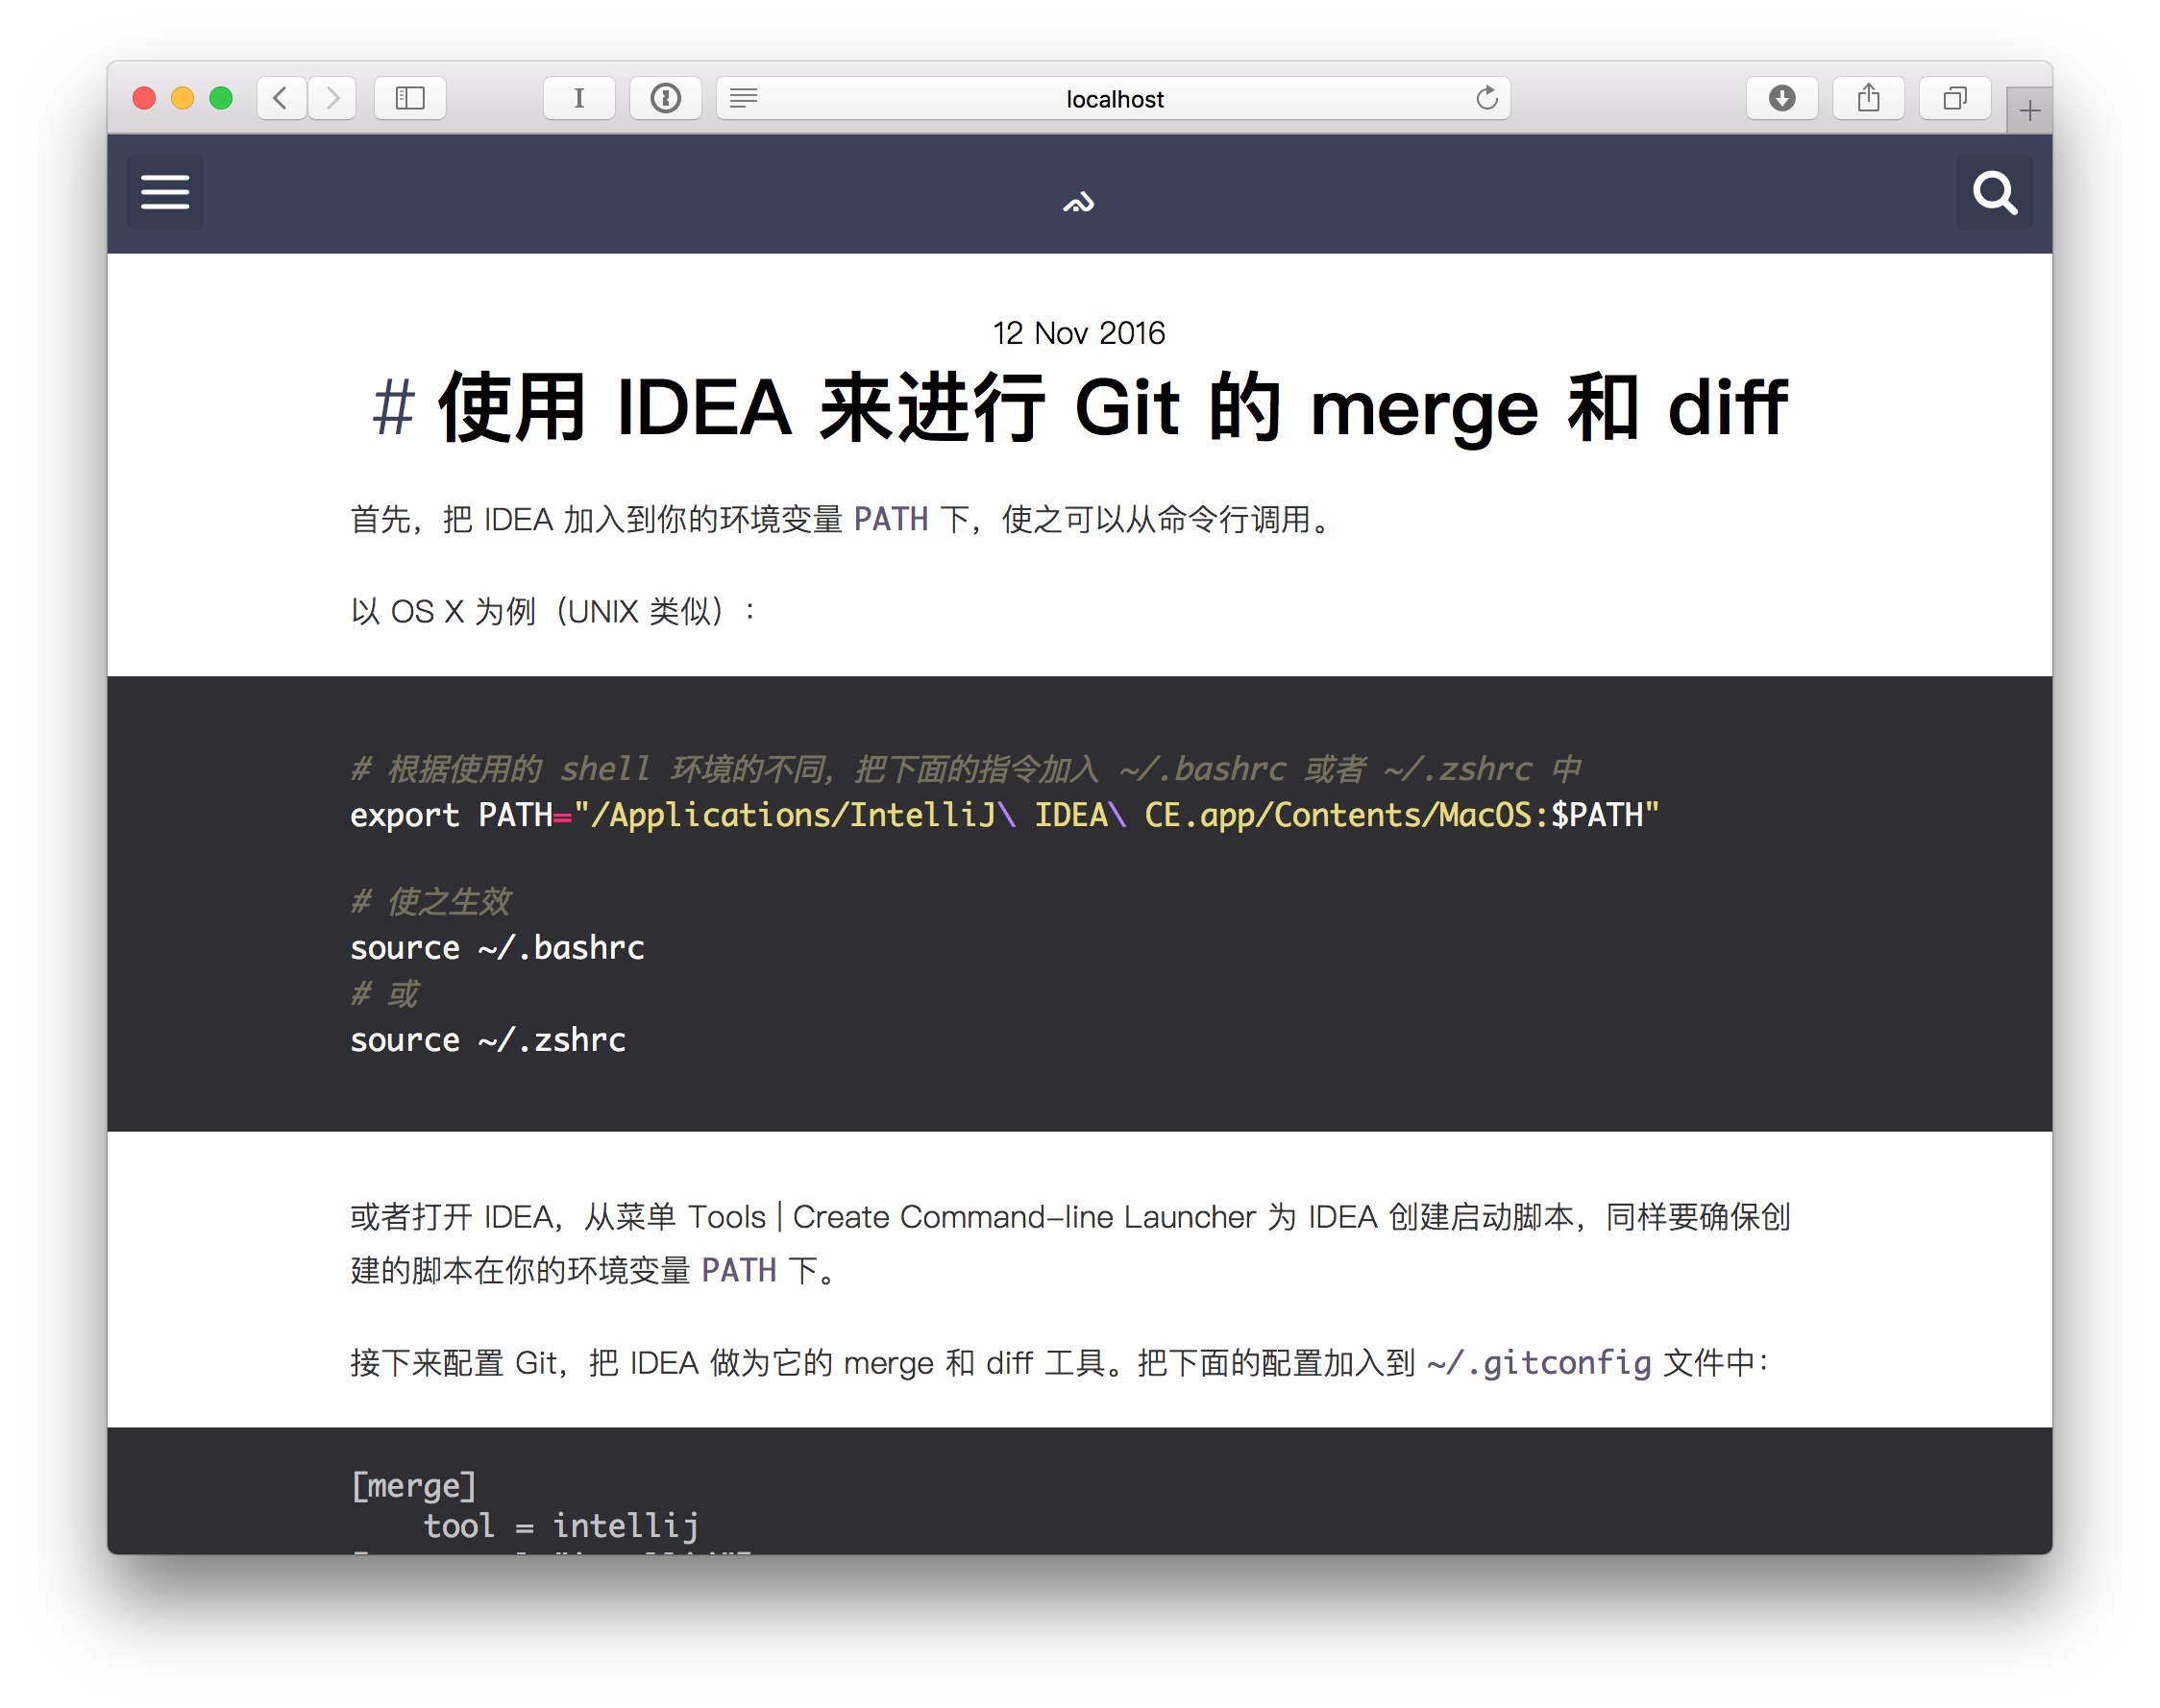 localhost
12 Nov 2016
# 使用 IDEA 来进行 Git 的 merge 和 diff
首先，把 IDEA 加入到你的环境变量 PATH 下，使之可以从命令行调用。
以 OS X 为例（UNIX 类似）：
# 根据使用的 shell 环境的不同，把下面的指令加入 ~/.bashrc 或者 ~/.zshrc 中
export PATH="/Applications/IntelliJ\ IDEA\ CE.app/Contents/MacOS:$PATH"
# 使之生效
source ~/.bashrc
# 或
source ~/.zshrc
或者打开 IDEA，从菜单 Tools | Create Command-line Launcher 为 IDEA 创建启动脚本，同样要确保创
建的脚本在你的环境变量 PATH 下。
接下来配置 Git，把 IDEA 做为它的 merge 和 diff 工具。把下面的配置加入到 ~/.gitconfig 文件中：
[merge]
    tool = intellij